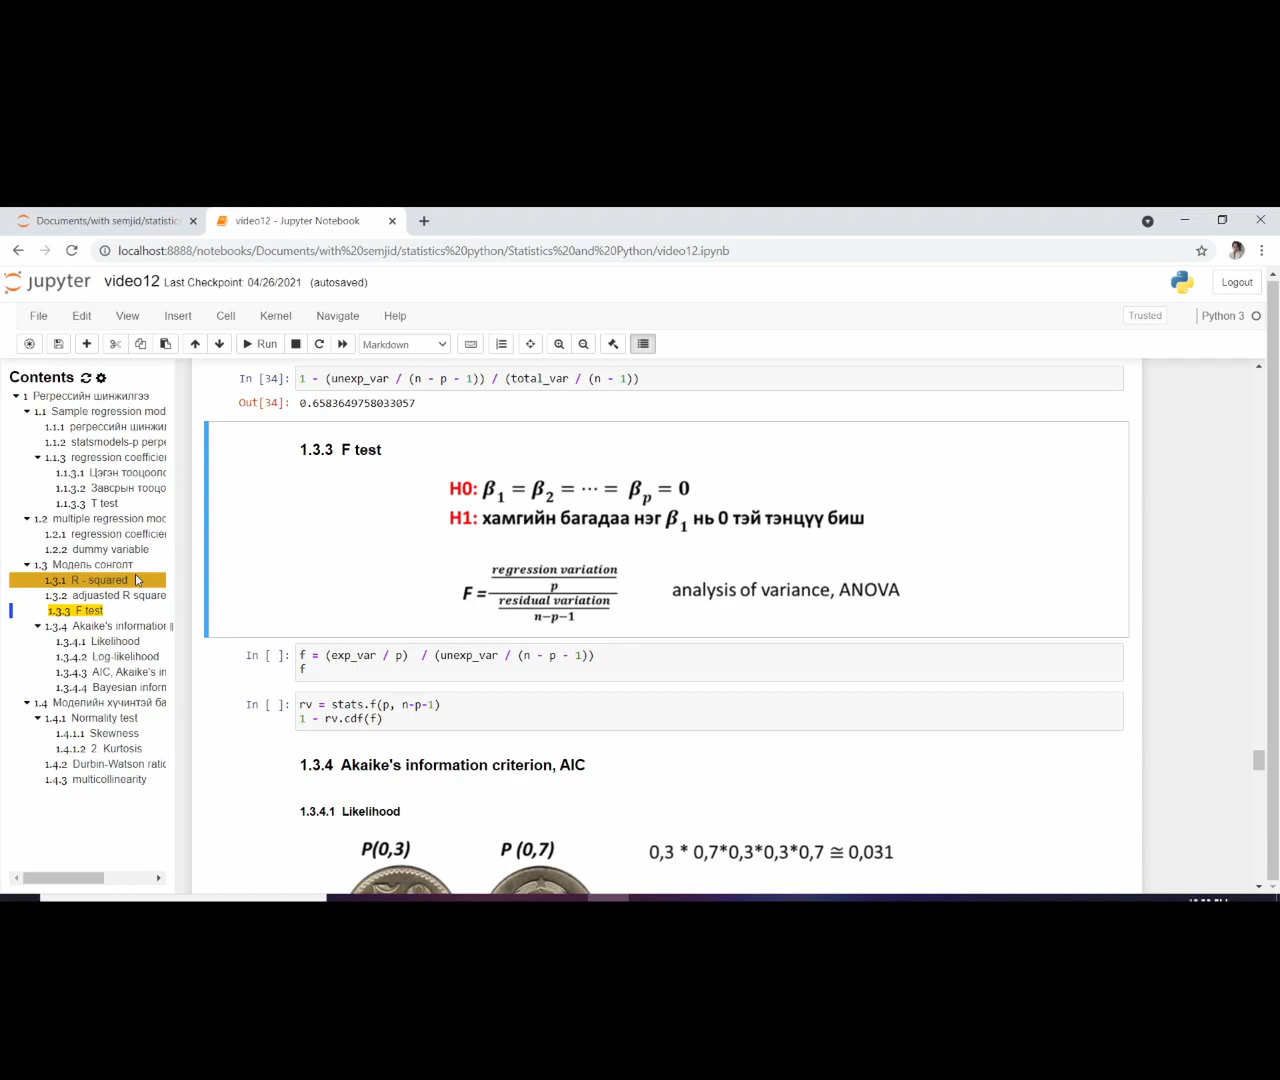 Documents/with semjid/statistic
video12 - Jupyter Notebook
localhost:8888/notebooks/Documents/with%20semjid/statistics%20python/Statistics%20and%20Python/video12.ipynb
jupyter video12 Last Checkpoint: 04/26/2021 (autosaved)
Logout
File Edit View Insert Cell Kernel Navigate Help
Trusted
Python 3
Run
Markdown
Contents
1 Регрессийн шинжилгээ
1.1 Sample regression mod
1.1.1 регрессийн шинжи
1.1.2 statsmodels-р регр
1.1.3 regression coefficie
1.1.3.1 Цэгэн тооцоол
1.1.3.2 Завсрын тооцо
1.1.3.3 T test
1.2 multiple regression mod
1.2.1 regression coefficie
1.2.2 dummy variable
1.3 Модель сонголт
1.3.1 R - squared
1.3.2 adjuasted R square
1.3.3 F test
1.3.4 Akaike's information
1.3.4.1 Likelihood
1.3.4.2 Log-likelihood
1.3.4.3 AIC, Akaike's in
1.3.4.4 Bayesian inforn
1.4 Моделийн хүчинтэй ба
1.4.1 Normality test
1.4.1.1 Skewness
1.4.1.2 2. Kurtosis
1.4.2 Durbin-Watson ratio
1.4.3 multicollinearity
In [34]: 1 - (unexp_var / (n - p - 1)) / (total_var / (n - 1))
Out[34]: 0.6583649758033057
1.3.3 F test
H0: β₁ = β₂ = ⋯ = βₚ = 0
H1: хамгийн багадаа нэг β₁ нь 0 тэй тэнцүү биш
regression variation
p
F =
residual variation
n−p−1
analysis of variance, ANOVA
In [ ]: f = (exp_var / p) / (unexp_var / (n - p - 1))
f
In [ ]: rv = stats.f(p, n-p-1)
1 - rv.cdf(f)
1.3.4 Akaike's information criterion, AIC
1.3.4.1 Likelihood
P(0,3)
P (0,7)
0,3 * 0,7*0,3*0,3*0,7 ≅ 0,031